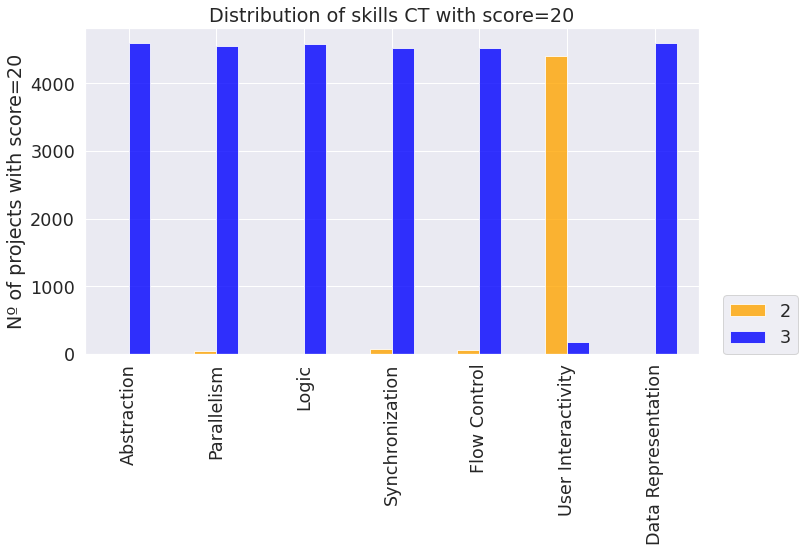 Distribution of skills CT with score=20
Nº of projects with score=20
4000
3000
2000
1000
0
Abstraction
Parallelism
Logic
Synchronization
Flow Control
User Interactivity
Data Representation
2
3